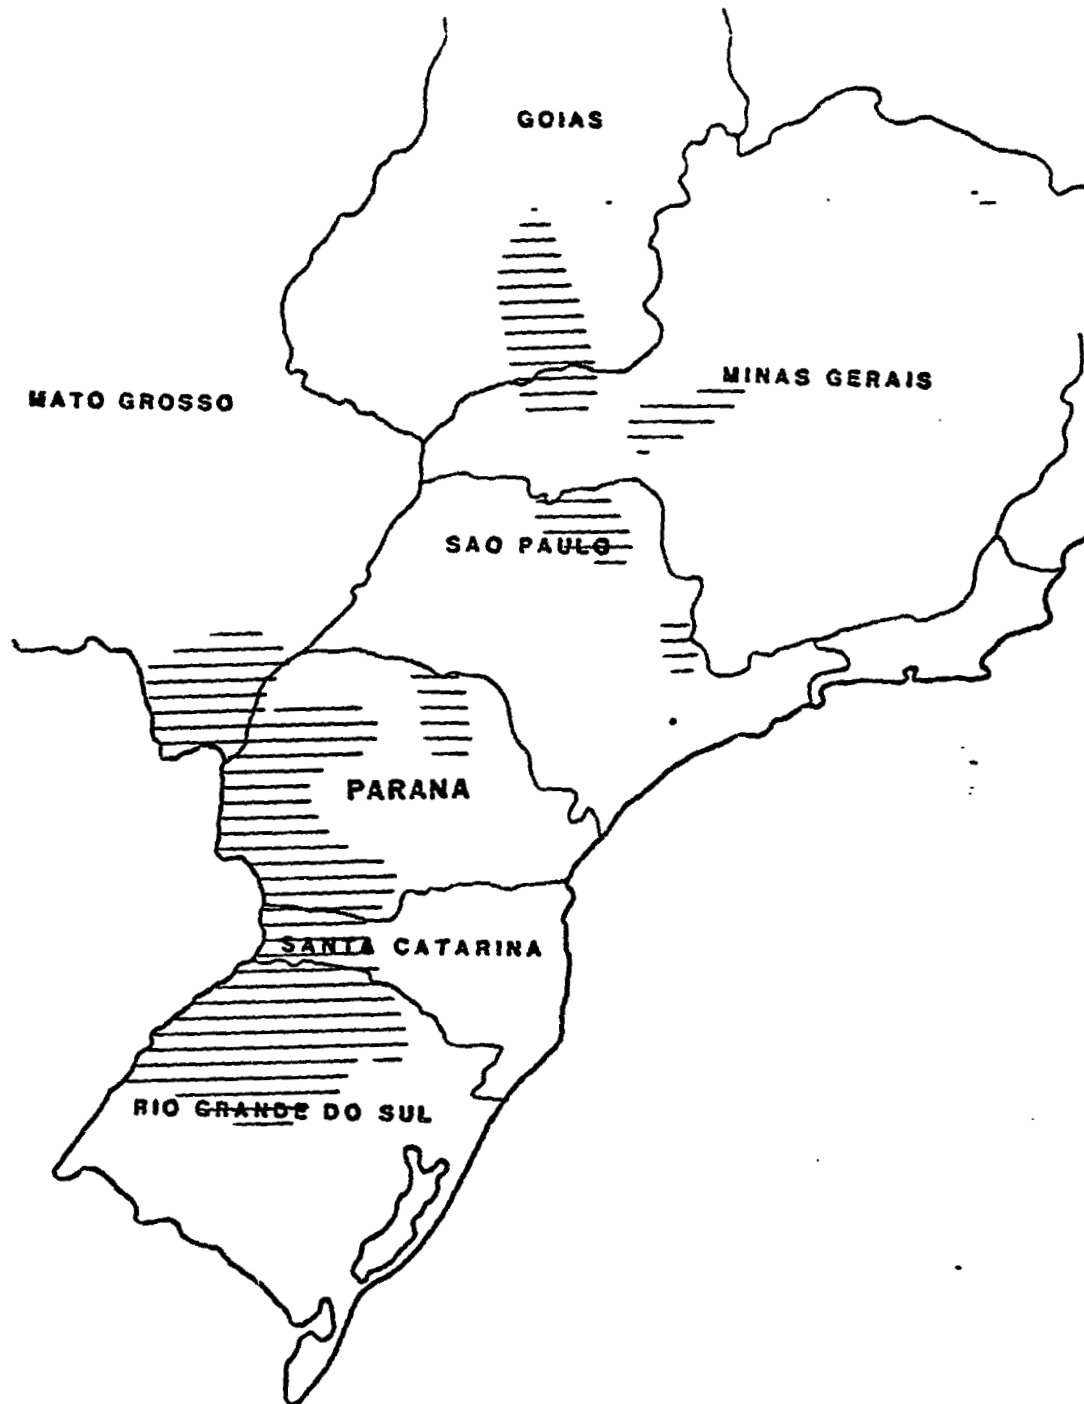 GOIAS
MINAS GERAIS
MATO GROSSO
SAO PAULO
PARANA
SANTA CATARINA
RIO GRANDE DO SUL